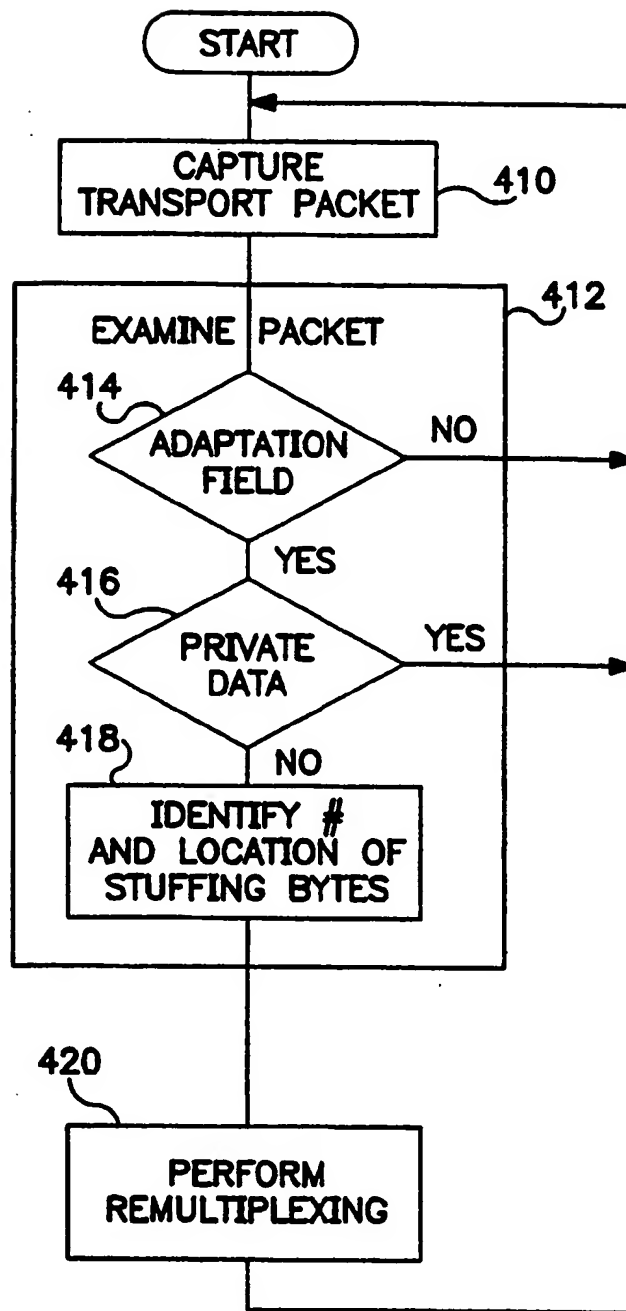 START
CAPTURE
TRANSPORT PACKET
410
412
EXAMINE PACKET
414
ADAPTATION
FIELD
NO
YES
416
PRIVATE
DATA
YES
418
NO
IDENTIFY #
AND LOCATION OF
STUFFING BYTES
420
PERFORM
REMULTIPLEXING